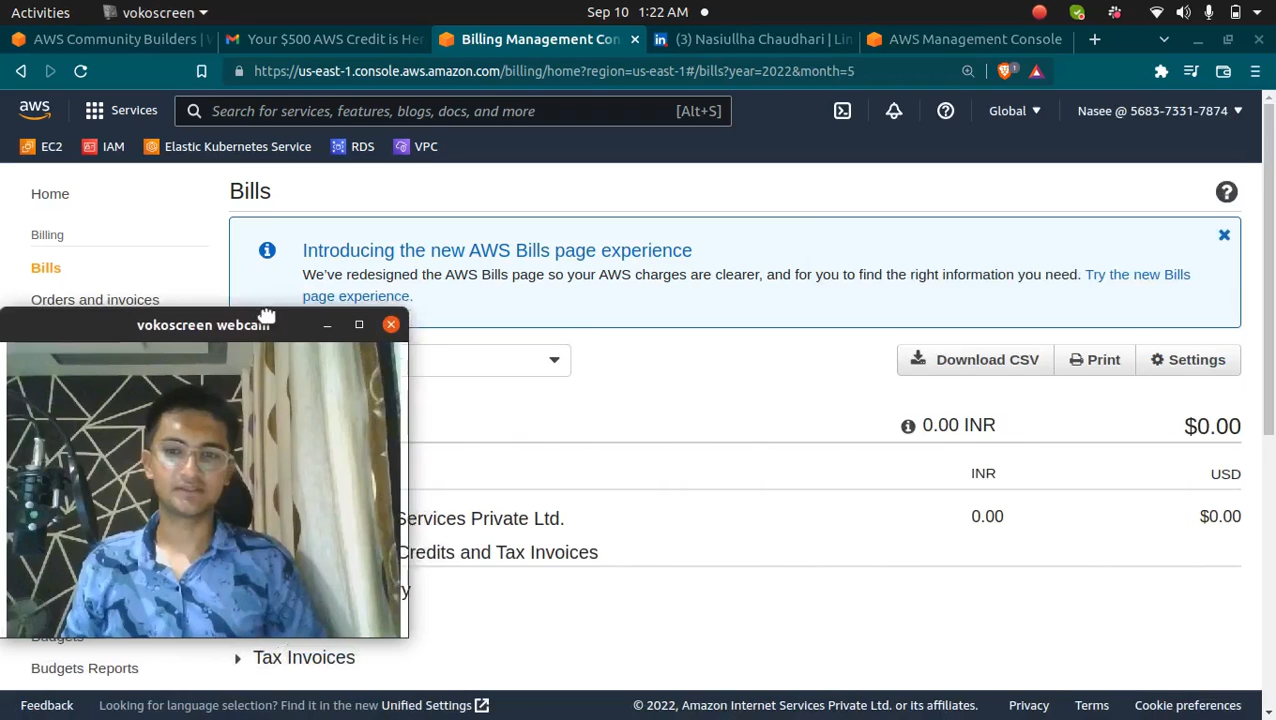 Activities
vokoscreen
Sep 10 1:22 AM
AWS Community Builders | 
Your $500 AWS Credit is Her
Billing Management Con
(3) Nasiullha Chaudhari | Lin
AWS Management Console
https://us-east-1.console.aws.amazon.com/billing/home?region=us-east-1#/bills?year=2022&month=5
1
aws
Services
Search for services, features, blogs, docs, and more
[Alt+S]
Global
Nasee @ 5683-7331-7874
EC2
IAM
Elastic Kubernetes Service
RDS
VPC
Home
Billing
Bills
Orders and invoices
Bills
Introducing the new AWS Bills page experience
We've redesigned the AWS Bills page so your AWS charges are clearer, and for you to find the right information you need. Try the new Bills
page experience.
vokoscreen webcam
Download CSV
Print
Settings
0.00 INR
$0.00
INR
USD
Services Private Ltd.
0.00
$0.00
Credits and Tax Invoices
Tax Invoices
Budgets
Budgets Reports
Feedback
Looking for language selection? Find it in the new Unified Settings
© 2022, Amazon Internet Services Private Ltd. or its affiliates.
Privacy
Terms
Cookie preferences